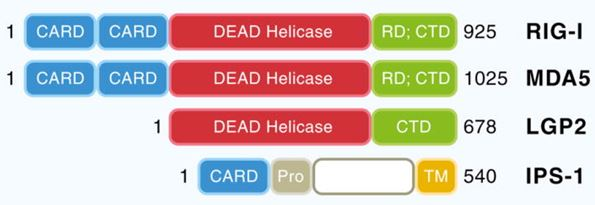 1 CARD CARD DEAD Helicase RD; CTD 925 RIG-I
1 CARD CARD DEAD Helicase RD; CTD 1025 MDA5
1 DEAD Helicase CTD 678 LGP2
1 CARD Pro TM 540 IPS-1